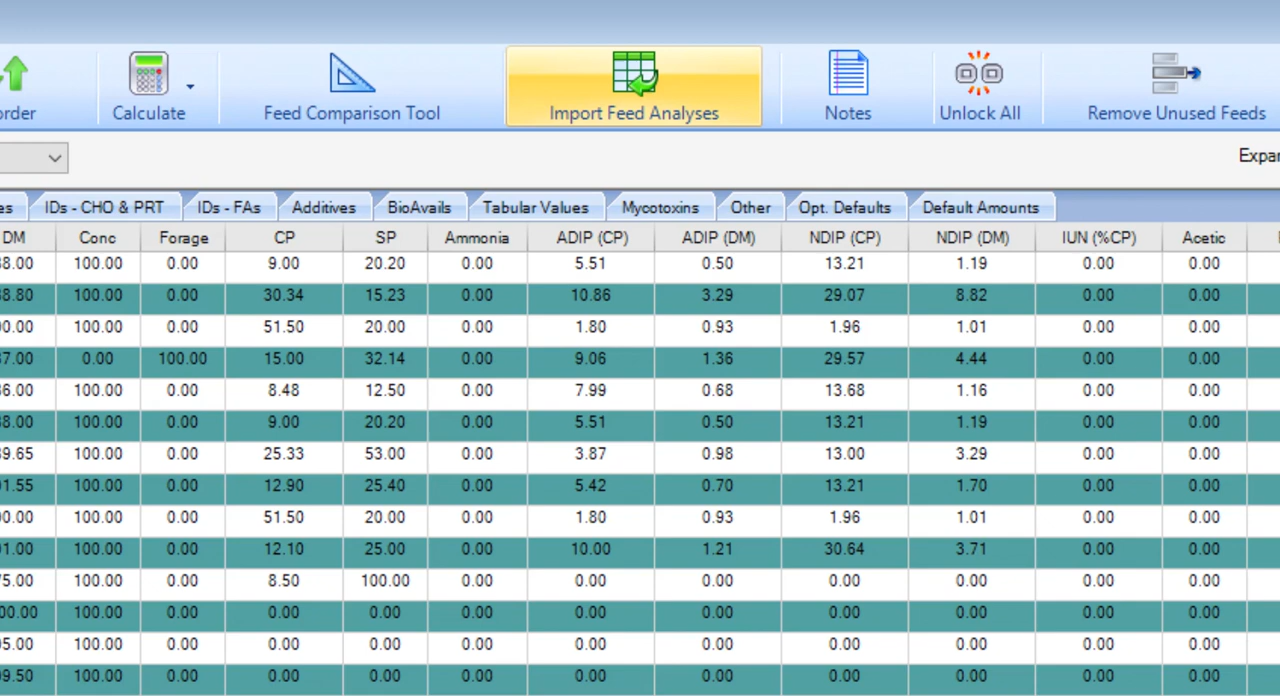 order Calculate Feed Comparison Tool Import Feed Analyses Notes Unlock All Remove Unused Feeds
Expan
es IDs - CHO & PRT IDs - FAs Additives BioAvails Tabular Values Mycotoxins Other Opt. Defaults Default Amounts
DM Conc Forage CP SP Ammonia ADIP (CP) ADIP (DM) NDIP (CP) NDIP (DM) IUN (%CP) Acetic
38.00 100.00 0.00 9.00 20.20 0.00 5.51 0.50 13.21 1.19 0.00 0.00
38.80 100.00 0.00 30.34 15.23 0.00 10.86 3.29 29.07 8.82 0.00 0.00
00.00 100.00 0.00 51.50 20.00 0.00 1.80 0.93 1.96 1.01 0.00 0.00
37.00 0.00 100.00 15.00 32.14 0.00 9.06 1.36 29.57 4.44 0.00 0.00
36.00 100.00 0.00 8.48 12.50 0.00 7.99 0.68 13.68 1.16 0.00 0.00
38.00 100.00 0.00 9.00 20.20 0.00 5.51 0.50 13.21 1.19 0.00 0.00
39.65 100.00 0.00 25.33 53.00 0.00 3.87 0.98 13.00 3.29 0.00 0.00
01.55 100.00 0.00 12.90 25.40 0.00 5.42 0.70 13.21 1.70 0.00 0.00
00.00 100.00 0.00 51.50 20.00 0.00 1.80 0.93 1.96 1.01 0.00 0.00
01.00 100.00 0.00 12.10 25.00 0.00 10.00 1.21 30.64 3.71 0.00 0.00
75.00 100.00 0.00 8.50 100.00 0.00 0.00 0.00 0.00 0.00 0.00 0.00
00.00 100.00 0.00 0.00 0.00 0.00 0.00 0.00 0.00 0.00 0.00 0.00
05.00 100.00 0.00 0.00 0.00 0.00 0.00 0.00 0.00 0.00 0.00 0.00
09.50 100.00 0.00 0.00 0.00 0.00 0.00 0.00 0.00 0.00 0.00 0.00